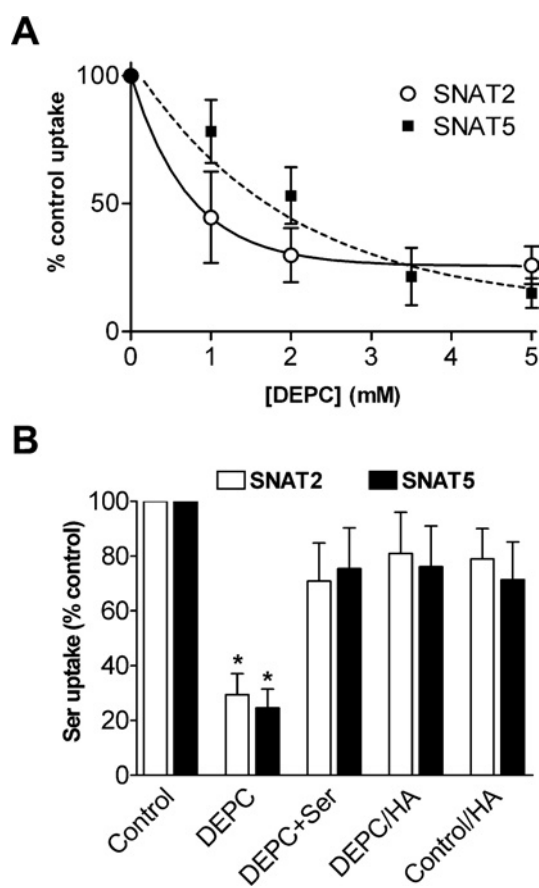 A
% control uptake
100
50
0
SNAT2
SNAT5
0 1 2 3 4 5
[DEPC] (mM)
B
SNAT2 SNAT5
Ser uptake (% control)
100
80
60
40
20
0
* *
Control DEPC DEPC+Ser DEPC/HA Control//HA